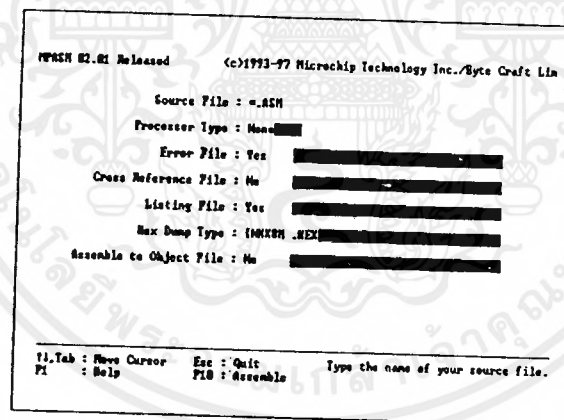 MPASM 02.01 Released (c)1993-97 Microchip Technology Inc./Byte Craft Lim
Source File : *.ASM
Processor Type : None
Error File : Yes
Cross Reference File : No
Listing File : Yes
Hex Dump Type : INHX8M .HEX
Assemble to Object File : No
↑↓,Tab : Move Cursor Esc : Quit Type the name of your source file.
F1 : Help F10 : Assemble